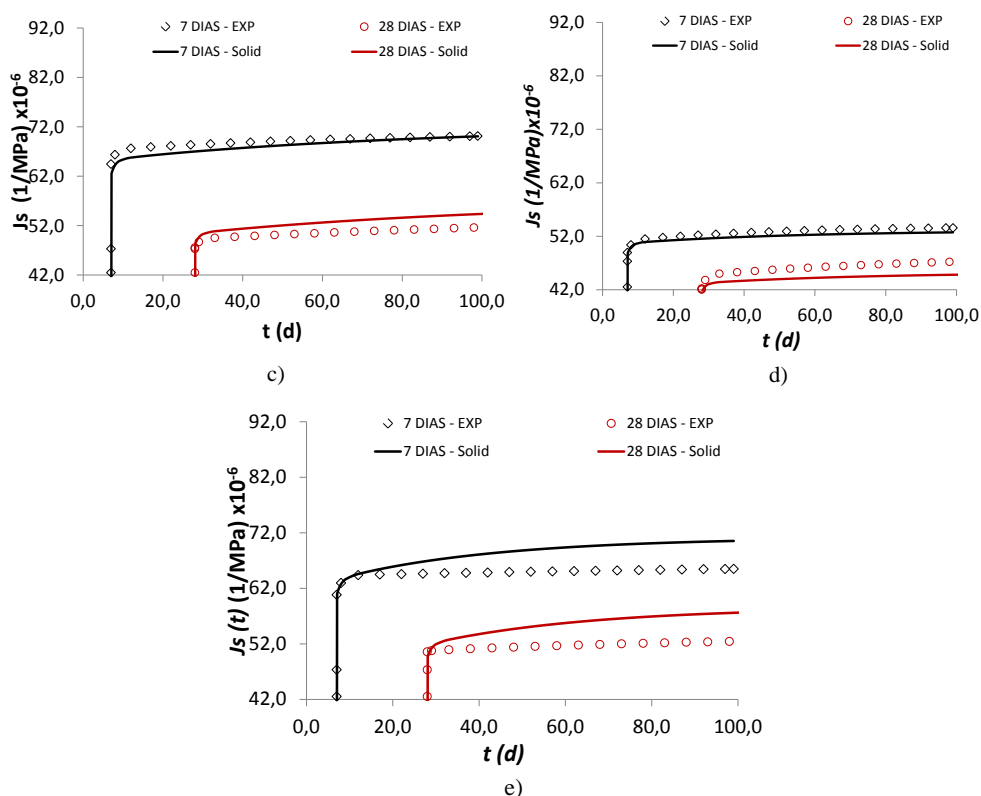 7 DIAS - EXP 28 DIAS - EXP
7 DIAS - Solid 28 DIAS - Solid
92,0
82,0
72,0
62,0
52,0
42,0
Js (1/MPa) x10-6
0,0 20,0 40,0 60,0 80,0 100,0
t (d)
c)
7 DIAS - EXP 28 DIAS - EXP
7 DIAS - Solid 28 DIAS - Solid
92,0
82,0
72,0
62,0
52,0
42,0
Js (1/MPa)x10-6
0,0 20,0 40,0 60,0 80,0 100,0
t (d)
d)
7 DIAS - EXP 28 DIAS - EXP
7 DIAS - Solid 28 DIAS - Solid
92,0
82,0
72,0
62,0
52,0
42,0
Js (t) (1/MPa) x10-6
0,0 20,0 40,0 60,0 80,0 100,0
t (d)
e)